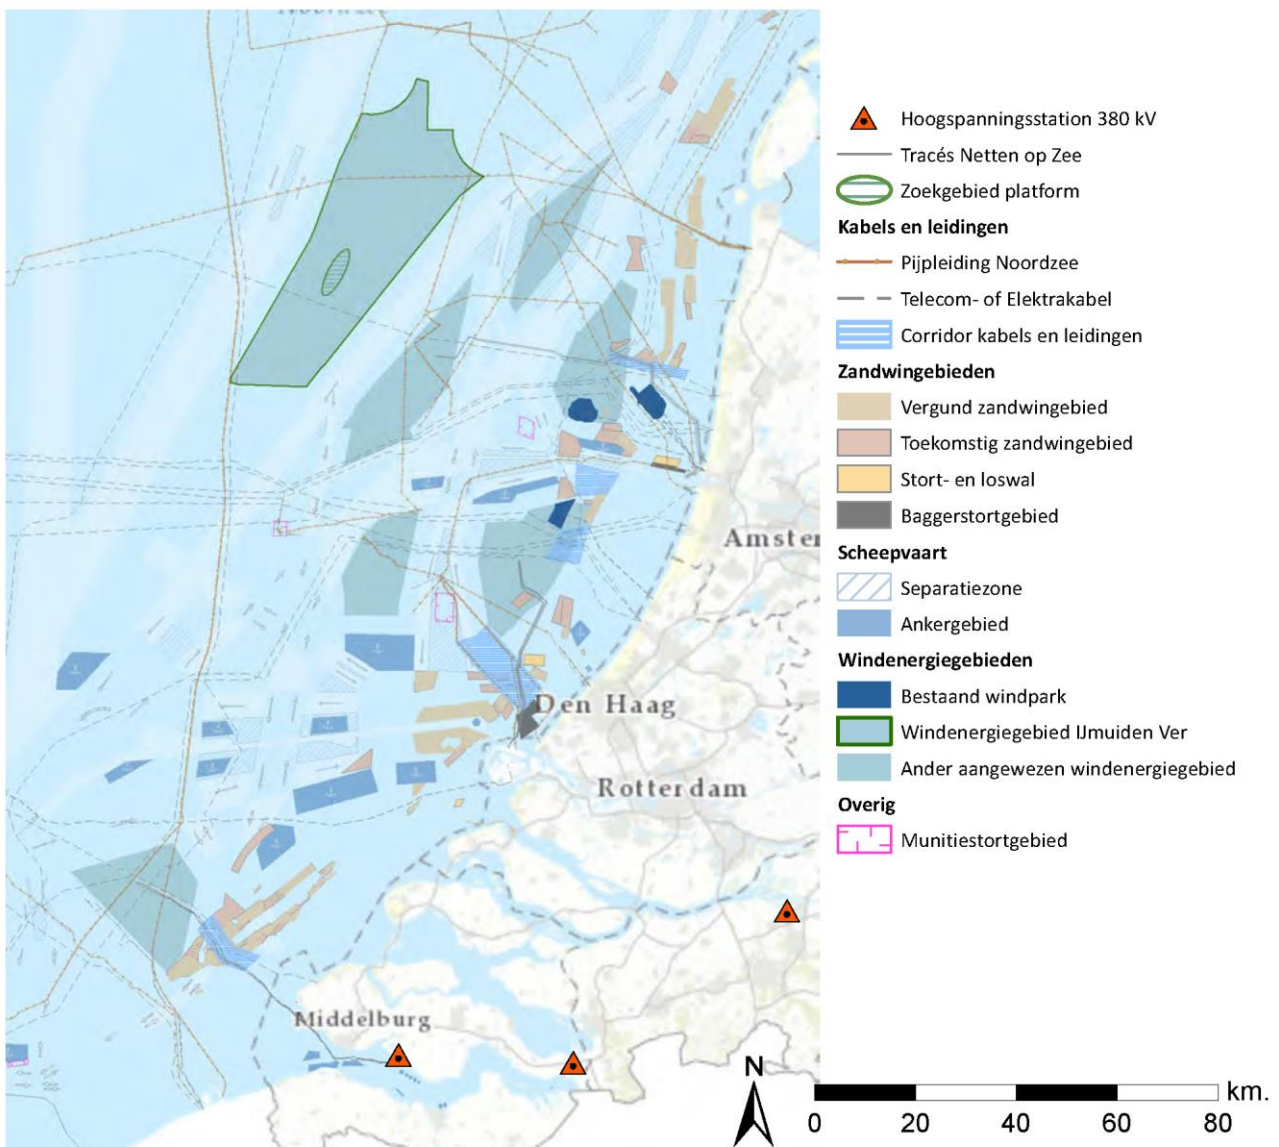 Noordzee
Amster
Den Haag
Rotterdam
Middelburg
Hoogspanningsstation 380 kV
Tracés Netten op Zee
Zoekgebied platform
Kabels en leidingen
Pijpleiding Noordzee
Telecom- of Elektrakabel
Corridor kabels en leidingen
Zandwingebieden
Vergund zandwingebied
Toekomstig zandwingebied
Stort- en loswal
Baggerstortgebied
Scheepvaart
Separatiezone
Ankergebied
Windenergiegebieden
Bestaand windpark
Windenergiegebied IJmuiden Ver
Ander aangewezen windenergiegebied
Overig
Munitiestortgebied
N
km.
0 20 40 60 80